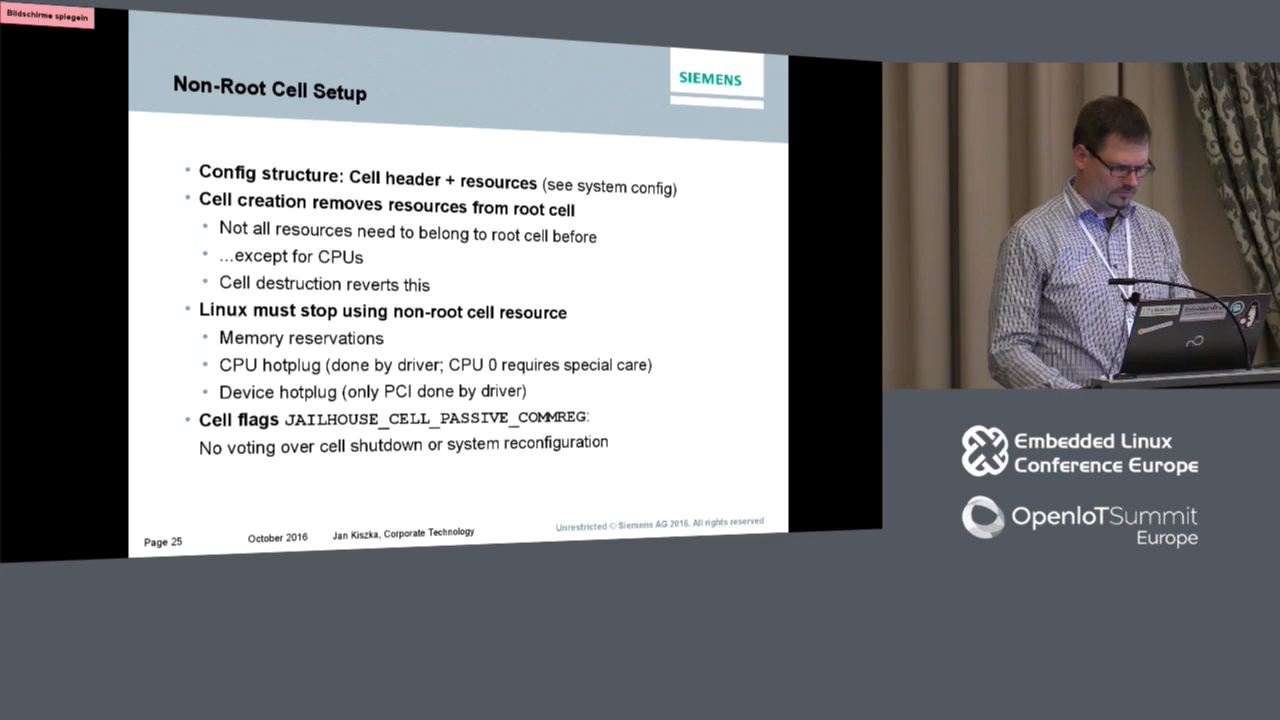 Bildschirme spiegeln
SIEMENS
Non-Root Cell Setup
Config structure: Cell header + resources (see system config)
Cell creation removes resources from root cell
Not all resources need to belong to root cell before
...except for CPUs
Cell destruction reverts this
Linux must stop using non-root cell resource
Memory reservations
CPU hotplug (done by driver; CPU 0 requires special care)
Device hotplug (only PCI done by driver)
Cell flags JAILHOUSE_CELL_PASSIVE_COMMREG:
No voting over cell shutdown or system reconfiguration
Page 25
October 2016
Jan Kiszka, Corporate Technology
Unrestricted © Siemens AG 2016. All rights reserved
Embedded Linux
Conference Europe
OpenIoTSummit
Europe